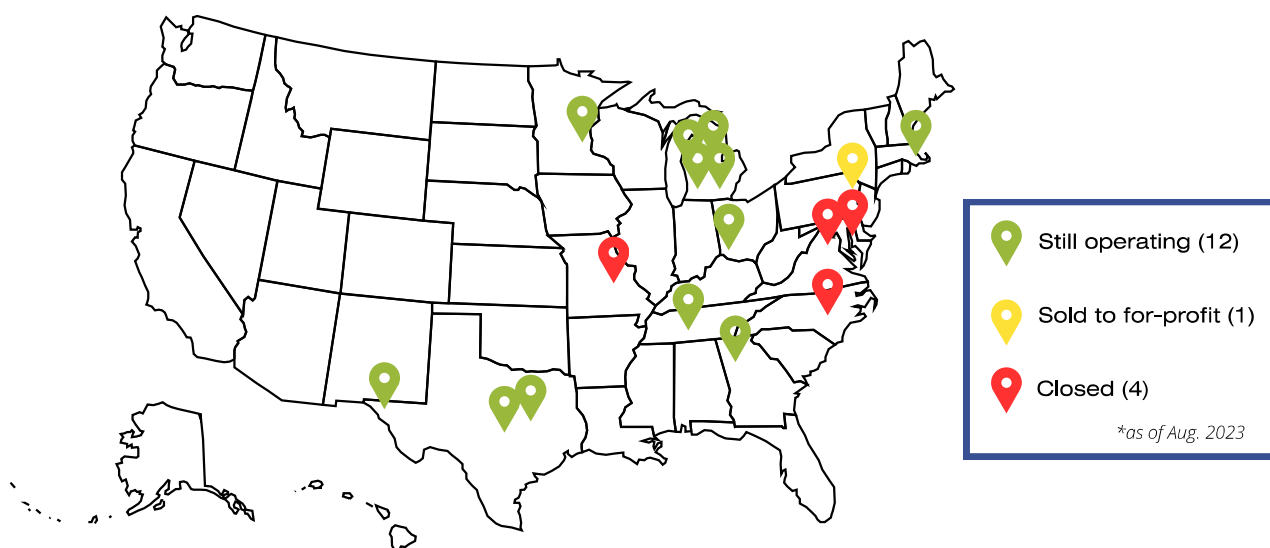 Still operating (12)
Sold to for-profit (1)
Closed (4)
*as of Aug. 2023